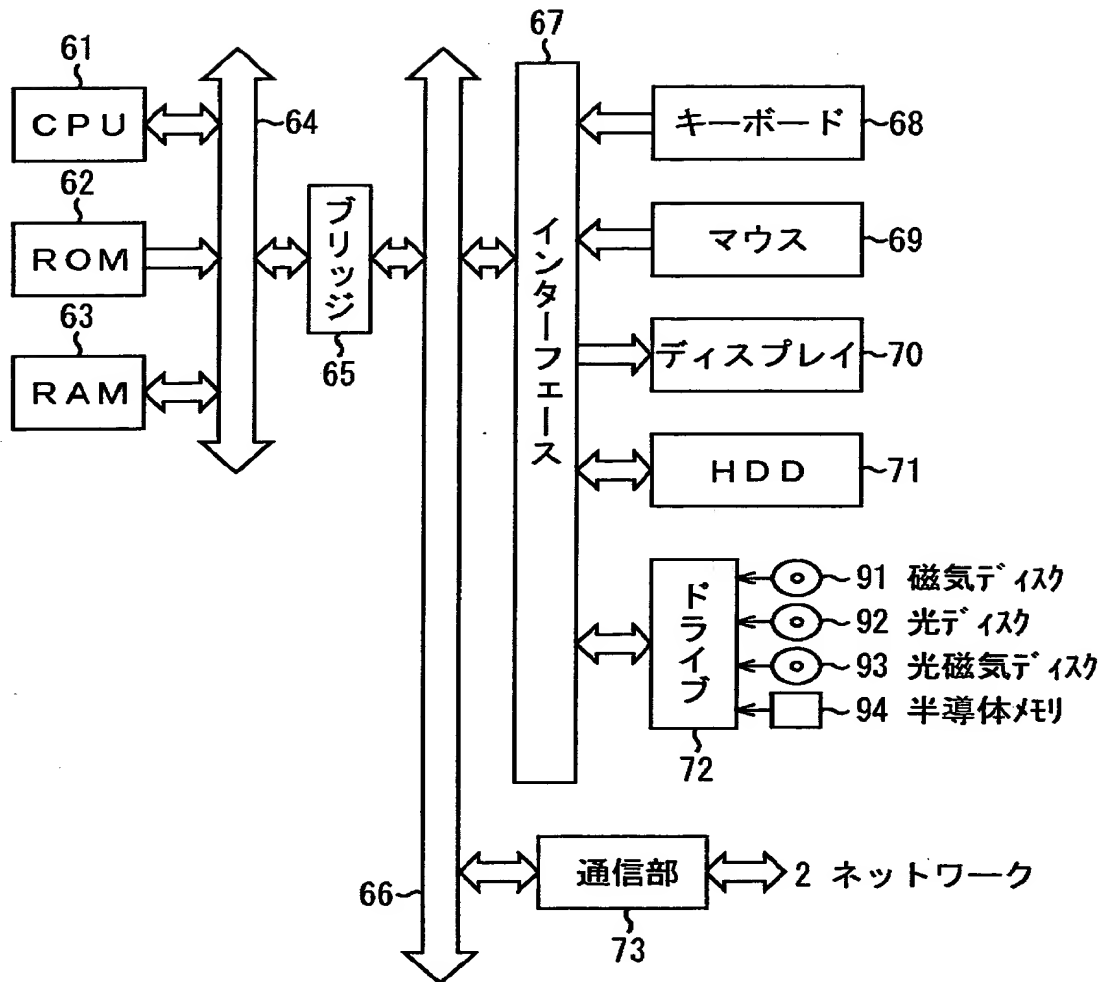 61
CPU
62
ROM
63
RAM
64
ブリッジ
65
66
67
インターフェース
キーボード 68
マウス 69
ディスプレイ 70
HDD 71
ドライブ
72
91 磁気ディスク
92 光ディスク
93 光磁気ディスク
94 半導体メモリ
通信部
73
2 ネットワーク